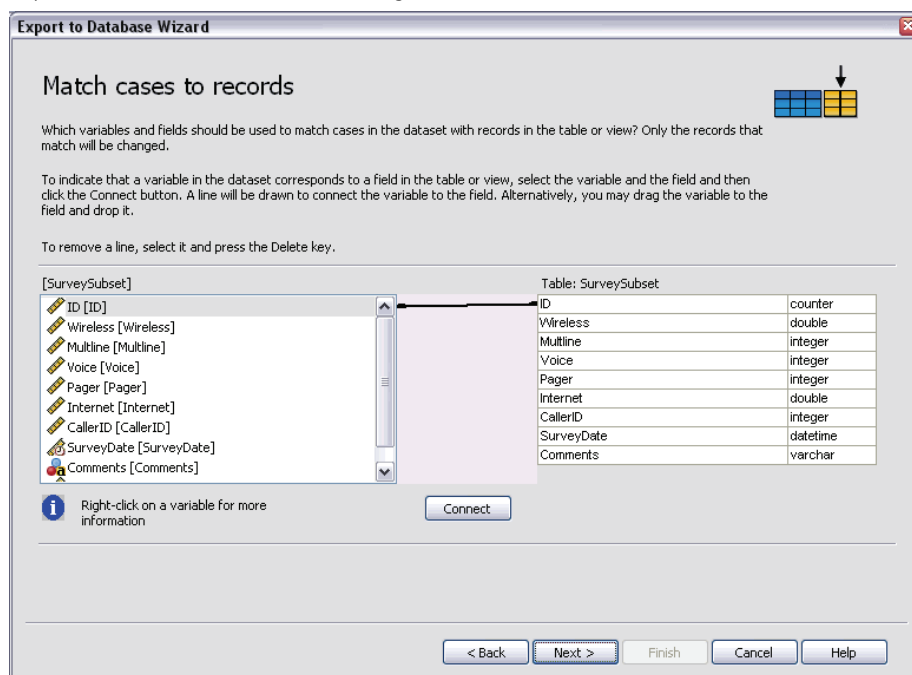 Export to Database Wizard
Match cases to records
Which variables and fields should be used to match cases in the dataset with records in the table or view? Only the records that
match will be changed.
To indicate that a variable in the dataset corresponds to a field in the table or view, select the variable and the field and then
click the Connect button. A line will be drawn to connect the variable to the field. Alternatively, you may drag the variable to the
field and drop it.
To remove a line, select it and press the Delete key.
[SurveySubset]
Table: SurveySubset
ID [ID]
Wireless [Wireless]
Multline [Multline]
Voice [Voice]
Pager [Pager]
Internet [Internet]
CallerID [CallerID]
SurveyDate [SurveyDate]
a Comments [Comments]
ID counter
Wireless double
Multline integer
Voice integer
Pager integer
Internet double
CallerID integer
SurveyDate datetime
Comments varchar
i Right-click on a variable for more
information
Connect
< Back Next > Finish Cancel Help